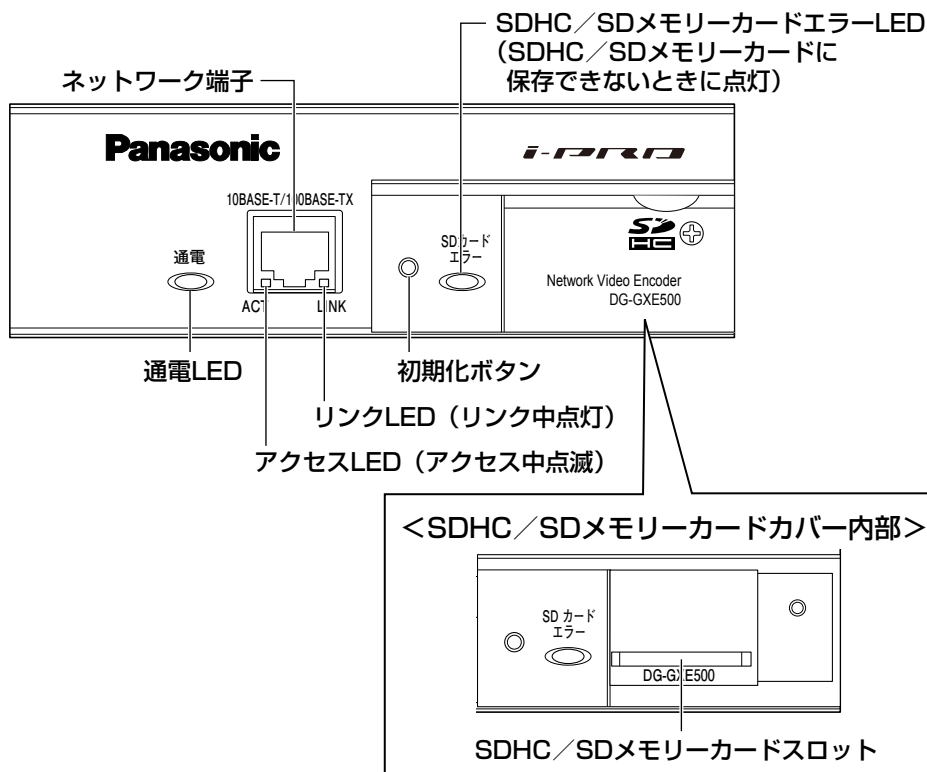 SDHC／SDメモリーカードエラーLED
（SDHC／SDメモリーカードに
保存できないときに点灯）
ネットワーク端子
Panasonic
i-PRO
10BASE-T/100BASE-TX
通電
ACT
LINK
SDカード
エラー
SD
HC
Network Video Encoder
DG-GXE500
通電LED
初期化ボタン
リンクLED（リンク中点灯）
アクセスLED（アクセス中点滅）
＜SDHC／SDメモリーカードカバー内部＞
SD カード
エラー
DG-GXE500
SDHC／SDメモリーカードスロット